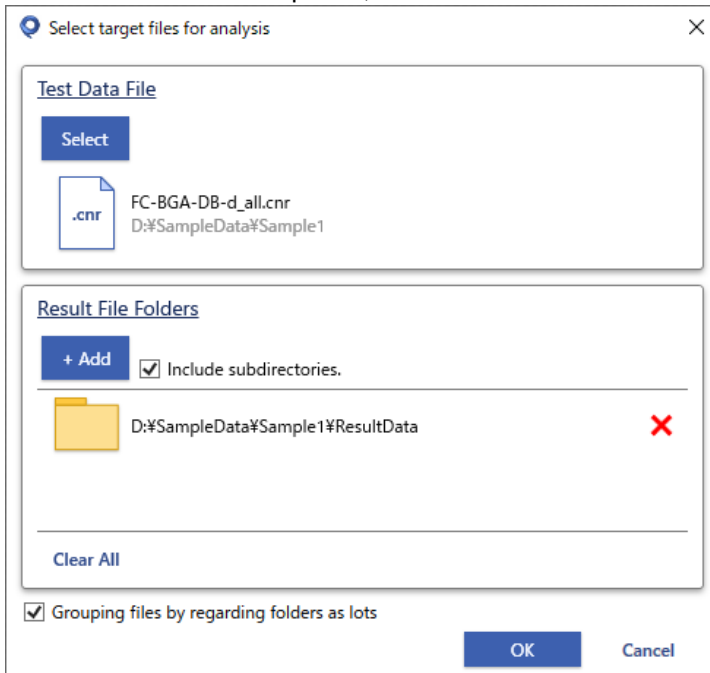 Select target files for analysis
Test Data File
Select
.cnr
FC-BGA-DB-d_all.cnr
D:¥SampleData¥Sample1
Result File Folders
+ Add
Include subdirectories.
D:¥SampleData¥Sample1¥ResultData
Clear All
Grouping files by regarding folders as lots
OK
Cancel